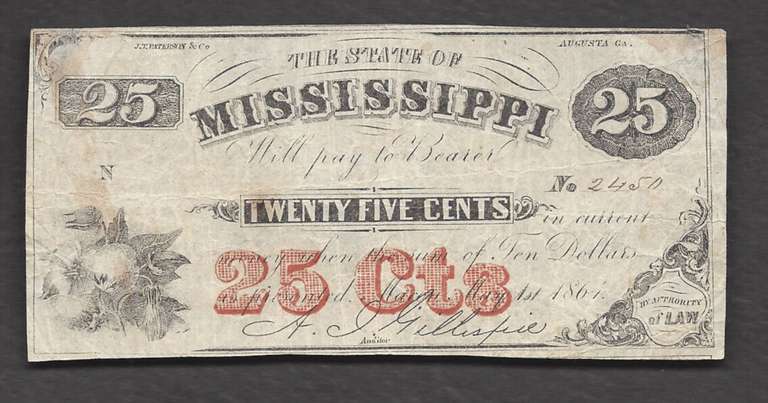 J.T. PATERSON & Co AUGUSTA GA.
THE STATE OF
25 MISSISSIPPI 25
Will pay to Bearer
N No 2450
TWENTY FIVE CENTS in current
when the sum of Ten Dollars
25 Cts
is presented. May 1st 1864.
BY AUTHORITY
of LAW
A. J. Gillespie
Auditor